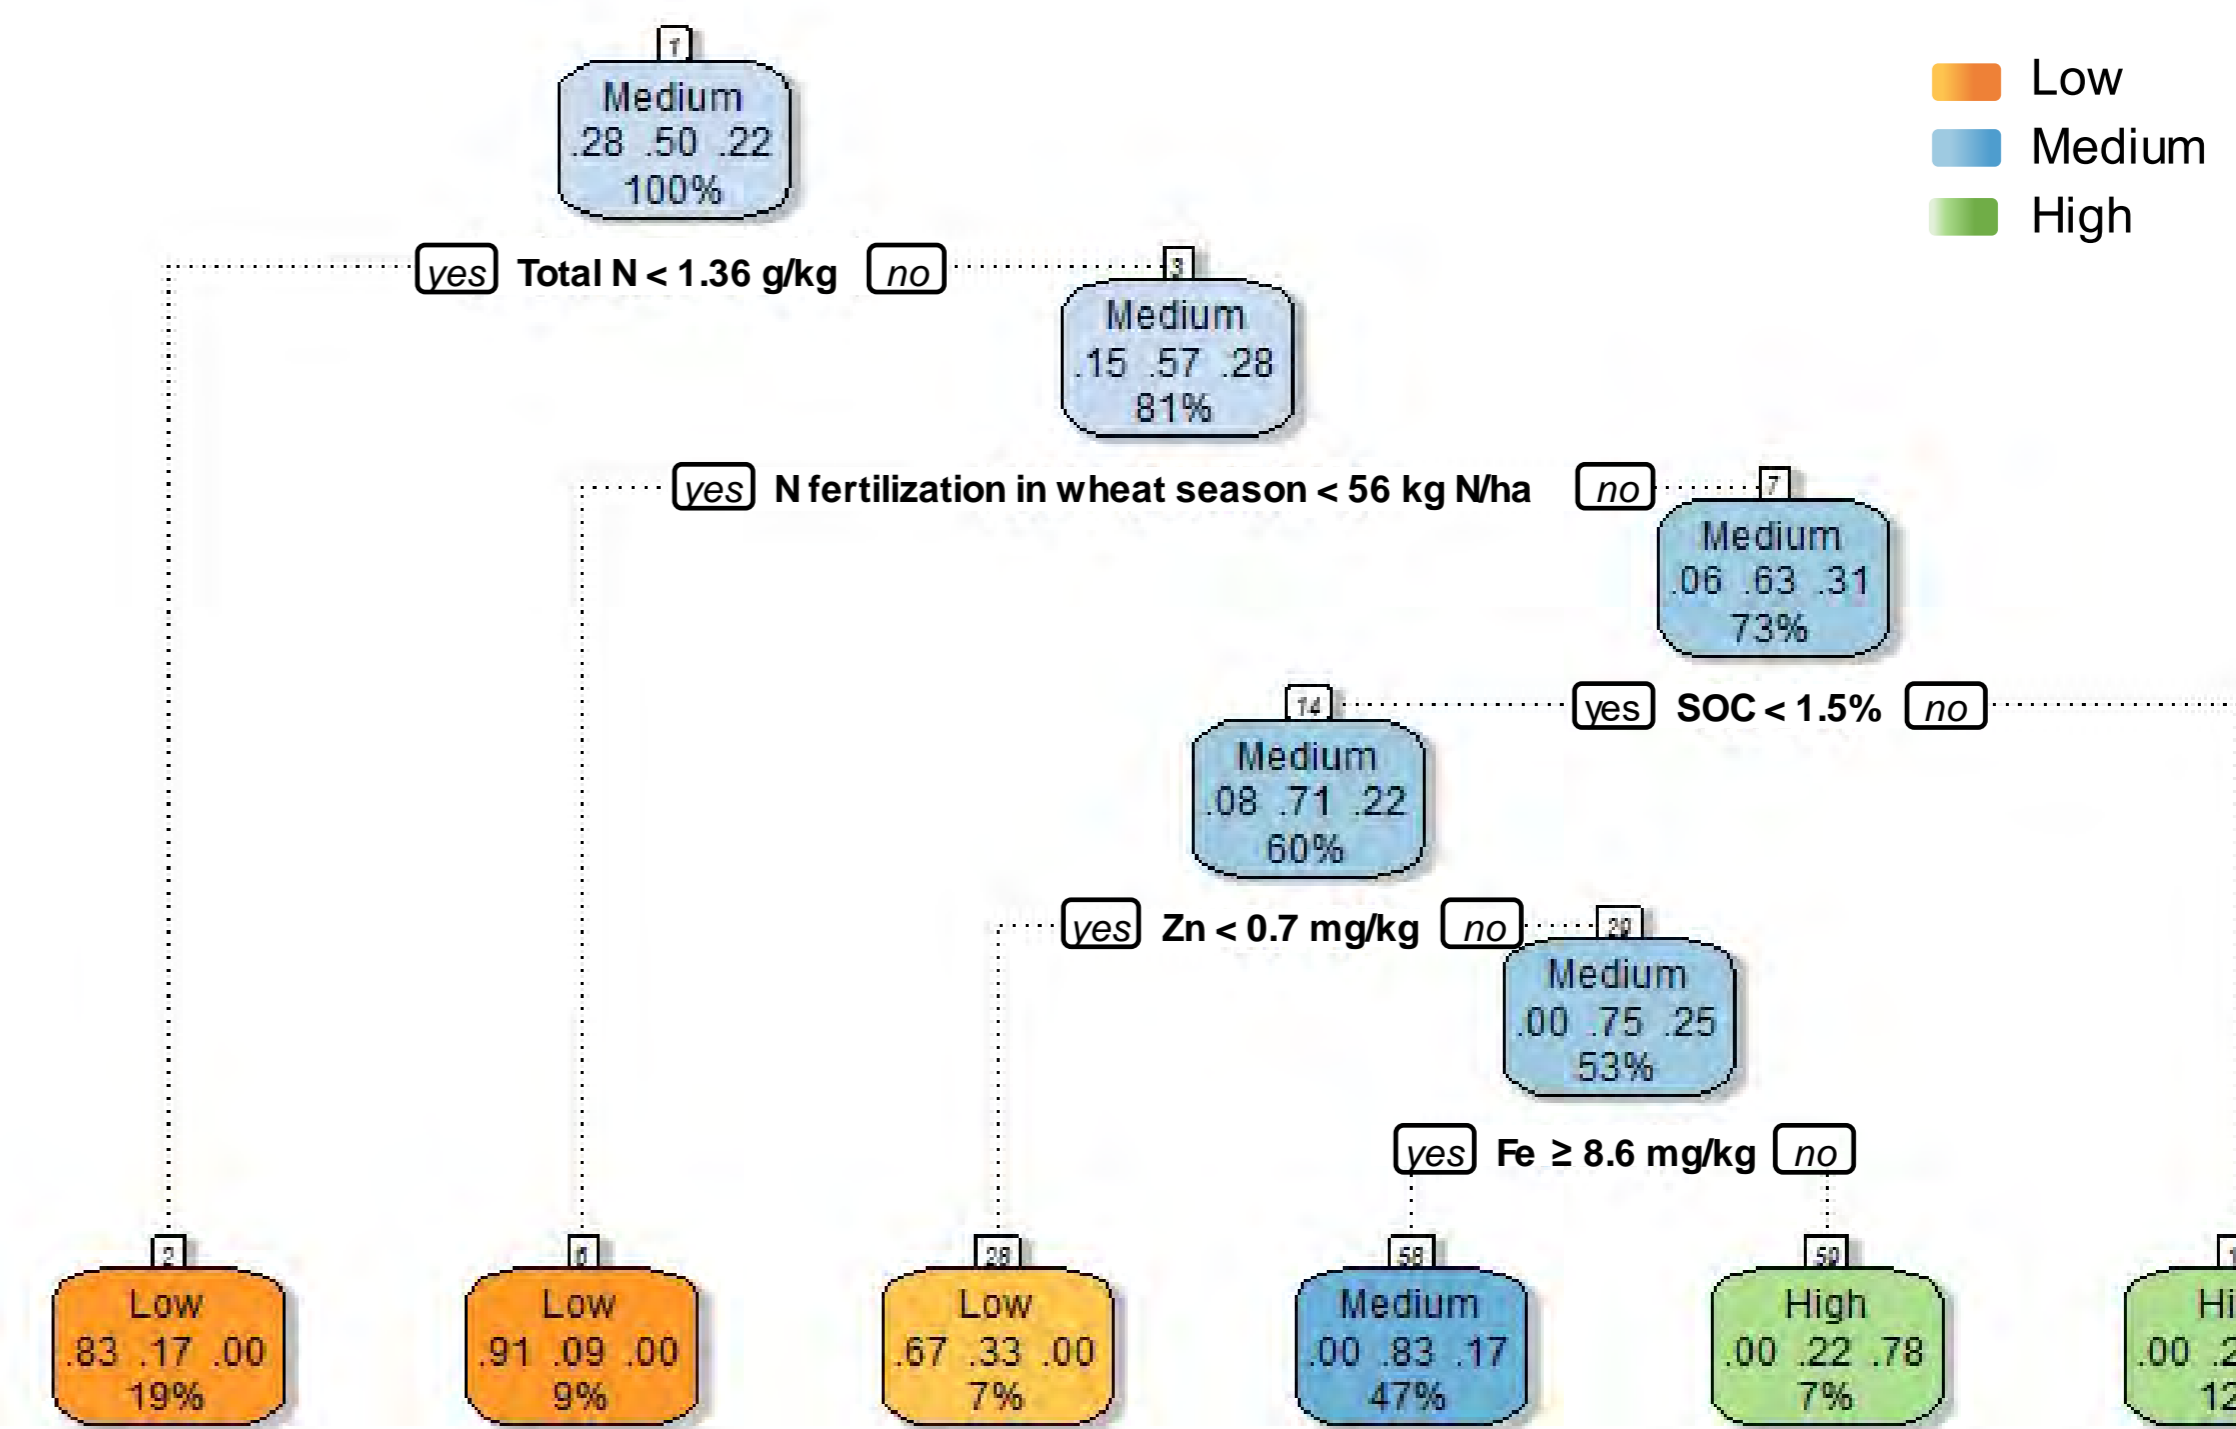 1
Medium
.28 .50 .22
100%
Low
Medium
High
yes Total N < 1.36 g/kg no
3
Medium
.15 .57 .28
81%
yes N fertilization in wheat season < 56 kg N/ha no
7
Medium
.06 .63 .31
73%
yes SOC < 1.5% no
14
Medium
.08 .71 .22
60%
yes Zn < 0.7 mg/kg no
29
Medium
.00 .75 .25
53%
yes Fe ≥ 8.6 mg/kg no
2
Low
.83 .17 .00
19%
6
Low
.91 .09 .00
9%
28
Low
.67 .33 .00
7%
58
Medium
.00 .83 .17
47%
59
High
.00 .22 .78
7%
.00